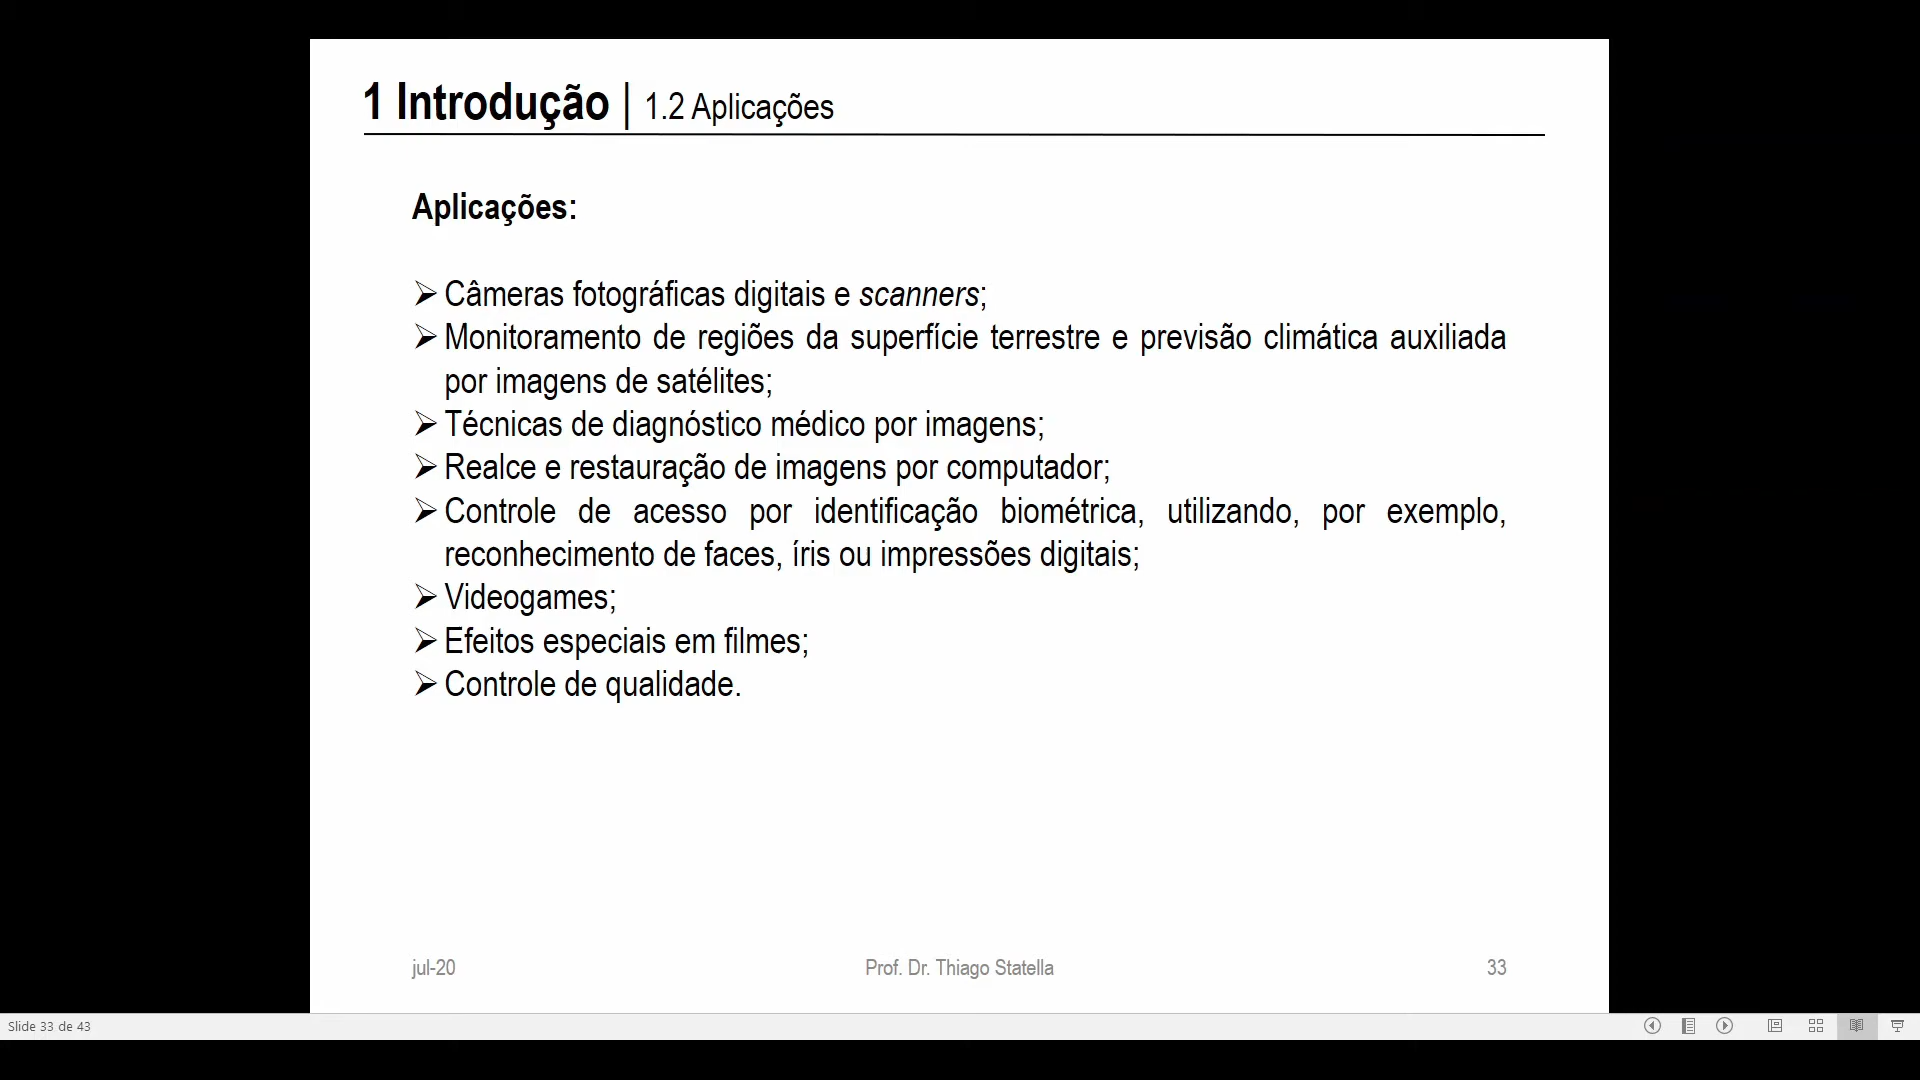 1 Introdução | 1.2 Aplicações
Aplicações:
➢ Câmeras fotográficas digitais e scanners;
➢ Monitoramento de regiões da superfície terrestre e previsão climática auxiliada
por imagens de satélites;
➢ Técnicas de diagnóstico médico por imagens;
➢ Realce e restauração de imagens por computador;
➢ Controle de acesso por identificação biométrica, utilizando, por exemplo,
reconhecimento de faces, íris ou impressões digitais;
➢ Videogames;
➢ Efeitos especiais em filmes;
➢ Controle de qualidade.
jul-20 Prof. Dr. Thiago Statella 33
Slide 33 de 43